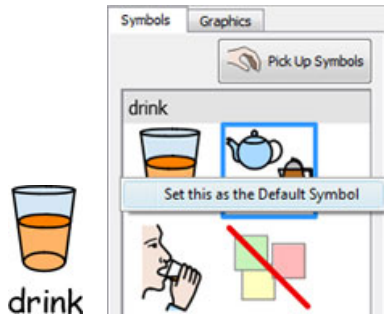 Symbols Graphics
Pick Up Symbols
drink
Set this as the Default Symbol
drink